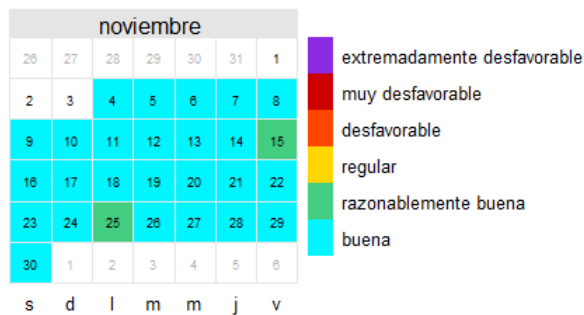 noviembre
26 27 28 29 30 31 1
2 3 4 5 6 7 8
9 10 11 12 13 14 15
16 17 18 19 20 21 22
23 24 25 26 27 28 29
30 1 2 3 4 5 6
s d l m m j v
extremadamente desfavorable
muy desfavorable
desfavorable
regular
razonablemente buena
buena